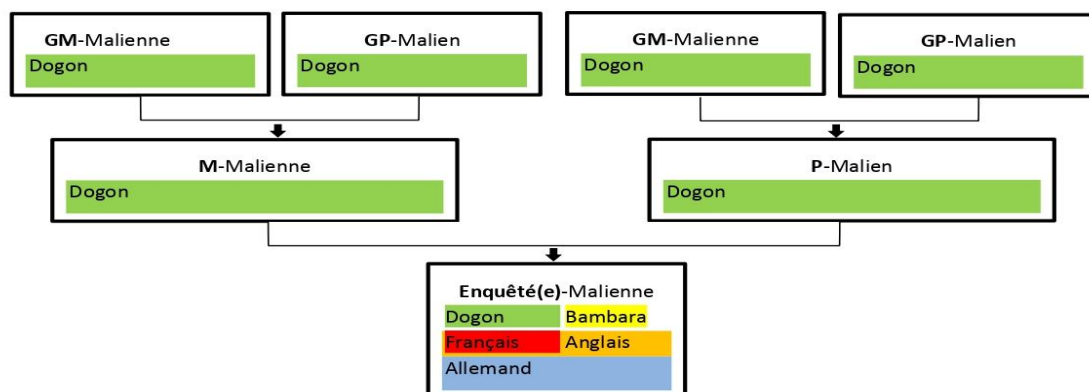 GM-Malienne
Dogon
GP-Malien
Dogon
GM-Malienne
Dogon
GP-Malien
Dogon
M-Malienne
Dogon
P-Malien
Dogon
Enquêté(e)-Malienne
Dogon Bambara
Français Anglais
Allemand